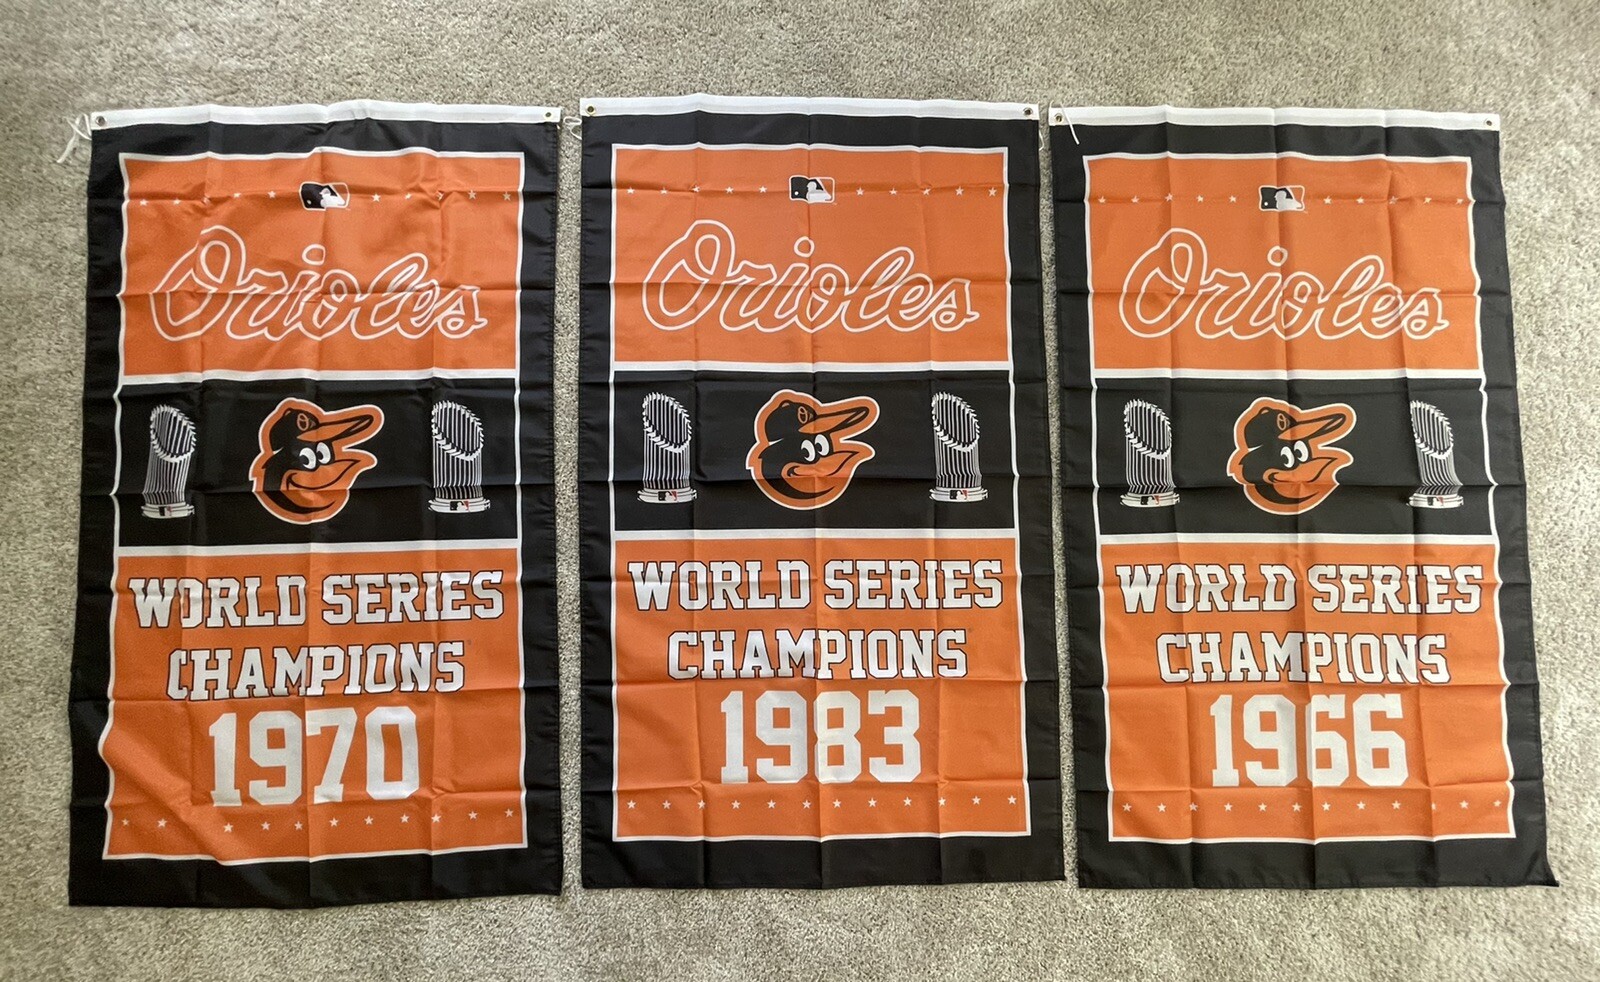 Orioles
WORLD SERIES
CHAMPIONS
1970
Orioles
WORLD SERIES
CHAMPIONS
1983
Orioles
WORLD SERIES
CHAMPIONS
1966